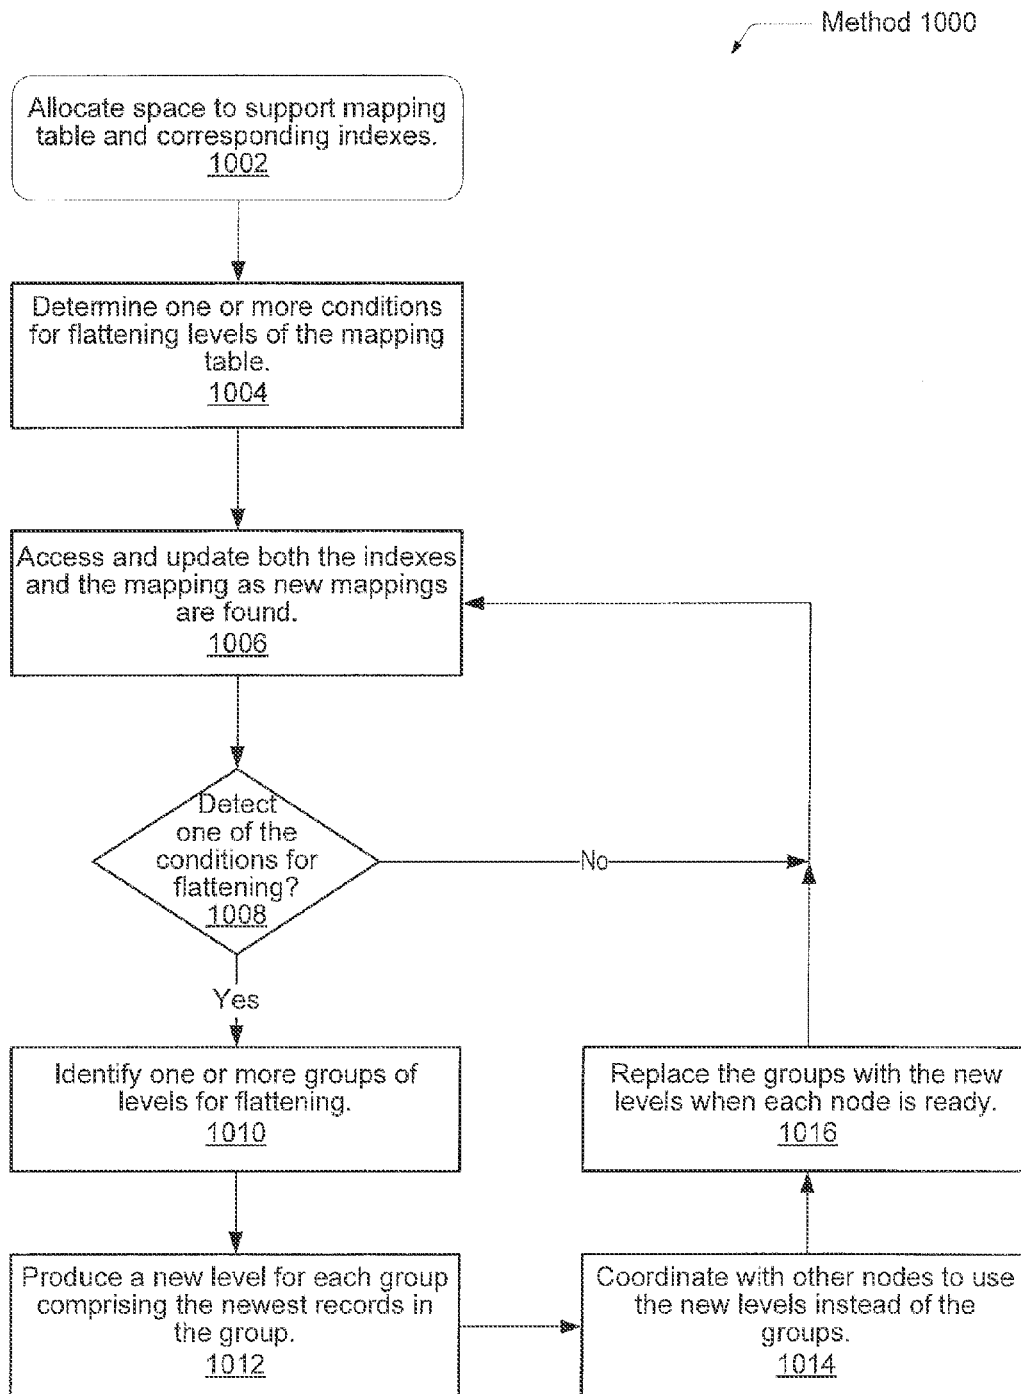 Method 1000
Allocate space to support mapping
table and corresponding indexes.
1002
Determine one or more conditions
for flattening levels of the mapping
table.
1004
Access and update both the indexes
and the mapping as new mappings
are found.
1006
Detect
one of the
conditions for
flattening?
1008
No
Yes
Identify one or more groups of
levels for flattening.
1010
Produce a new level for each group
comprising the newest records in
the group.
1012
Coordinate with other nodes to use
the new levels instead of the
groups.
1014
Replace the groups with the new
levels when each node is ready.
1016